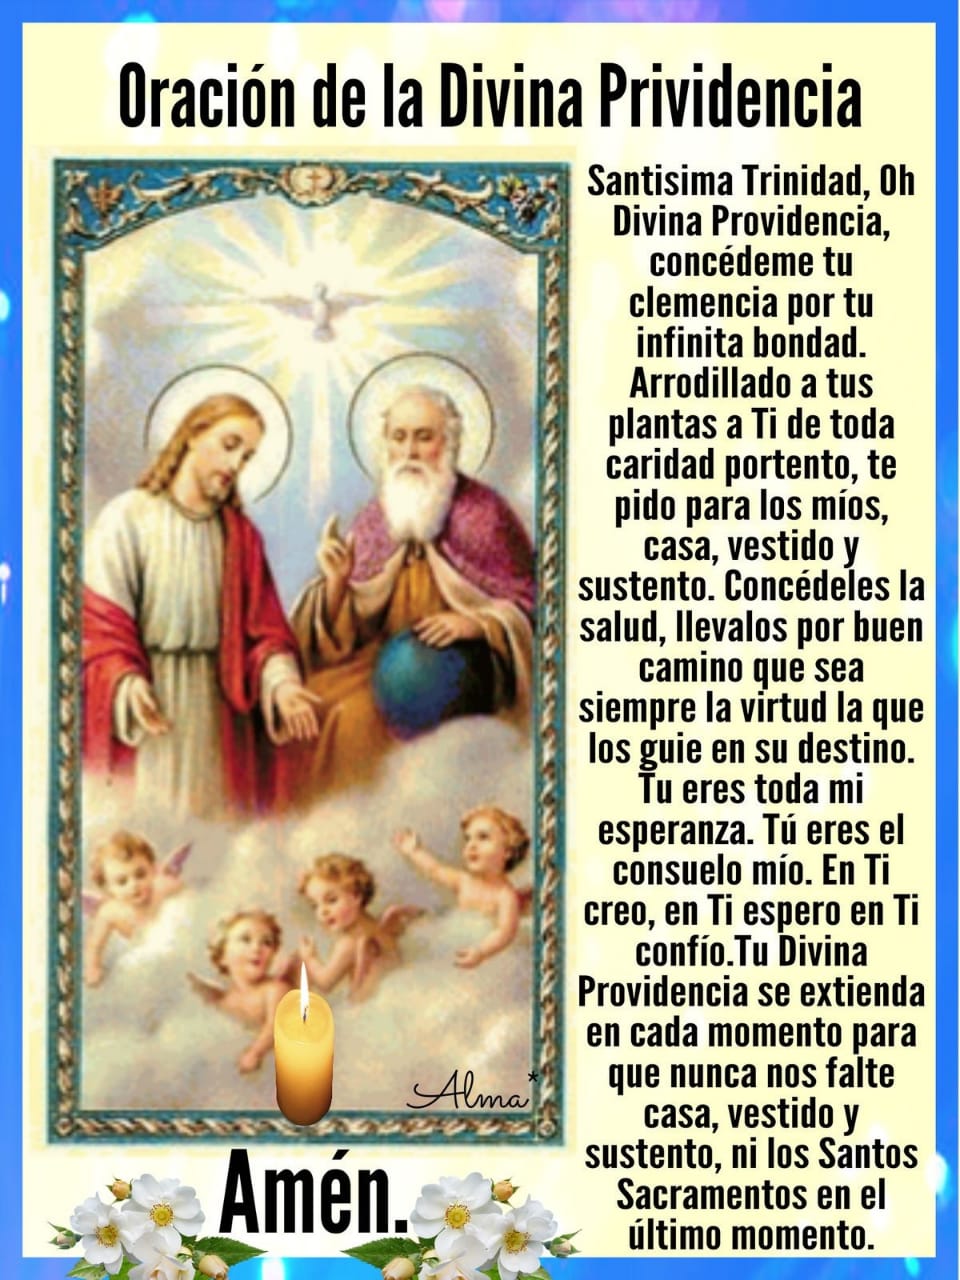 Oración de la Divina Prividencia
Santisima Trinidad, Oh
Divina Providencia,
concédeme tu
clemencia por tu
infinita bondad.
Arrodillado a tus
plantas a Ti de toda
caridad portento, te
pido para los míos,
casa, vestido y
sustento. Concédeles la
salud, llevalos por buen
camino que sea
siempre la virtud la que
los guie en su destino.
Tu eres toda mi
esperanza. Tú eres el
consuelo mío. En Ti
creo, en Ti espero en Ti
confío.Tu Divina
Providencia se extienda
en cada momento para
que nunca nos falte
casa, vestido y
sustento, ni los Santos
Sacramentos en el
último momento.
Alma*
Amén.